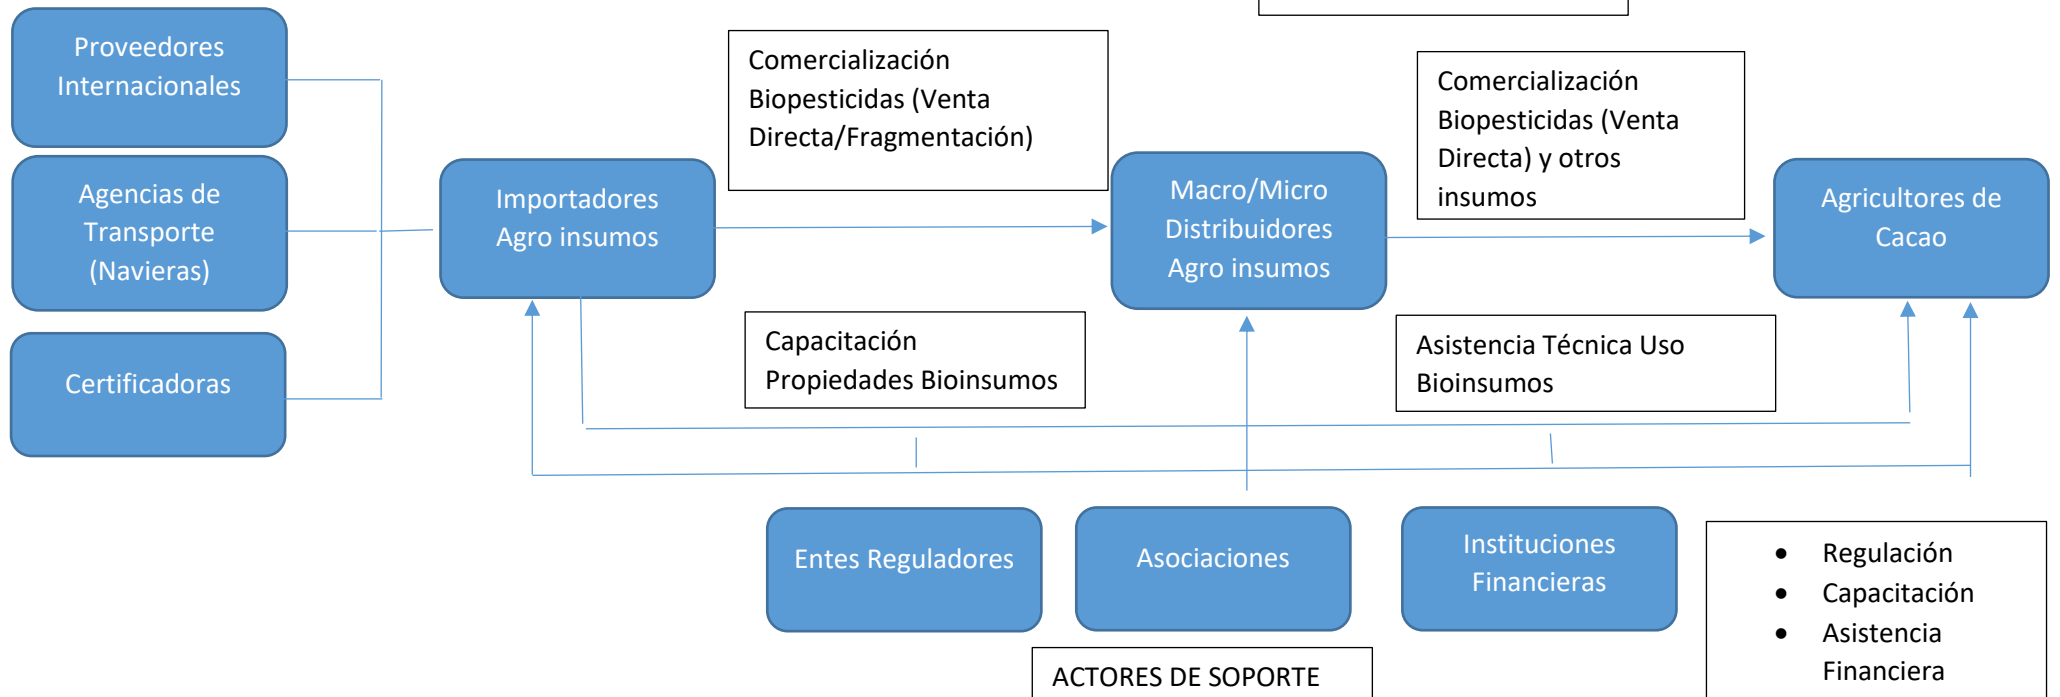 Proveedores
Internacionales
Agencias de
Transporte
(Navieras)
Certificadoras
Importadores
Agro insumos
Comercialización
Biopesticidas (Venta
Directa/Fragmentación)
Macro/Micro
Distribuidores
Agro insumos
Comercialización
Biopesticidas (Venta
Directa) y otros
insumos
Agricultores de
Cacao
Capacitación
Propiedades Bioinsumos
Asistencia Técnica Uso
Bioinsumos
Entes Reguladores
Asociaciones
Instituciones
Financieras
• Regulación
• Capacitación
• Asistencia
Financiera
ACTORES DE SOPORTE